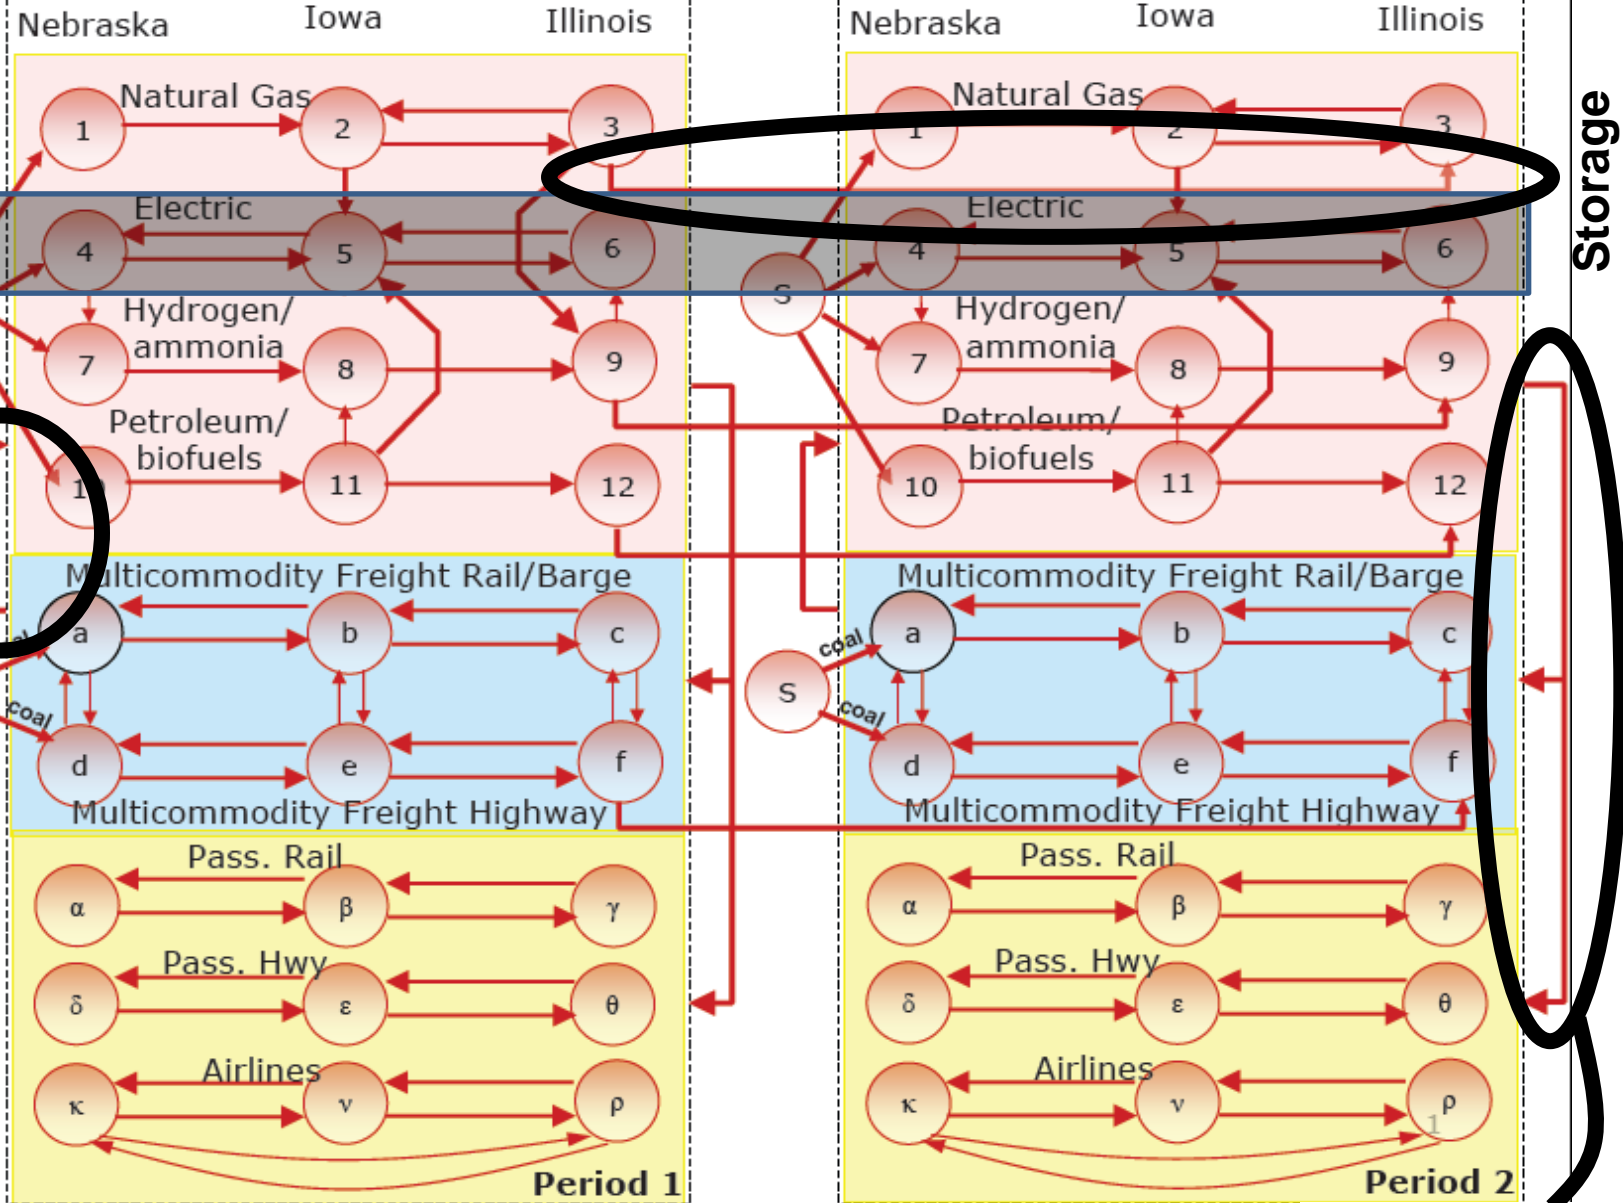 Nebraska Iowa Illinois
Natural Gas
1 2 3
Electric
4 5 6
Hydrogen/
ammonia
7 8 9
Petroleum/
biofuels
10 11 12
Multicommodity Freight Rail/Barge
a b c
coal
d e f
Multicommodity Freight Highway
Pass. Rail
α β γ
Pass. Hwy
δ ε θ
Airlines
κ ν ρ
Period 1
Nebraska Iowa Illinois
Natural Gas
1 2 3
Electric
S 4 5 6
Hydrogen/
ammonia
7 8 9
Petroleum/
biofuels
10 11 12
Multicommodity Freight Rail/Barge
coal
a b c
S
coal
d e f
Multicommodity Freight Highway
Pass. Rail
α β γ
Pass. Hwy
δ ε θ
Airlines
κ ν ρ
1
Period 2
Storage